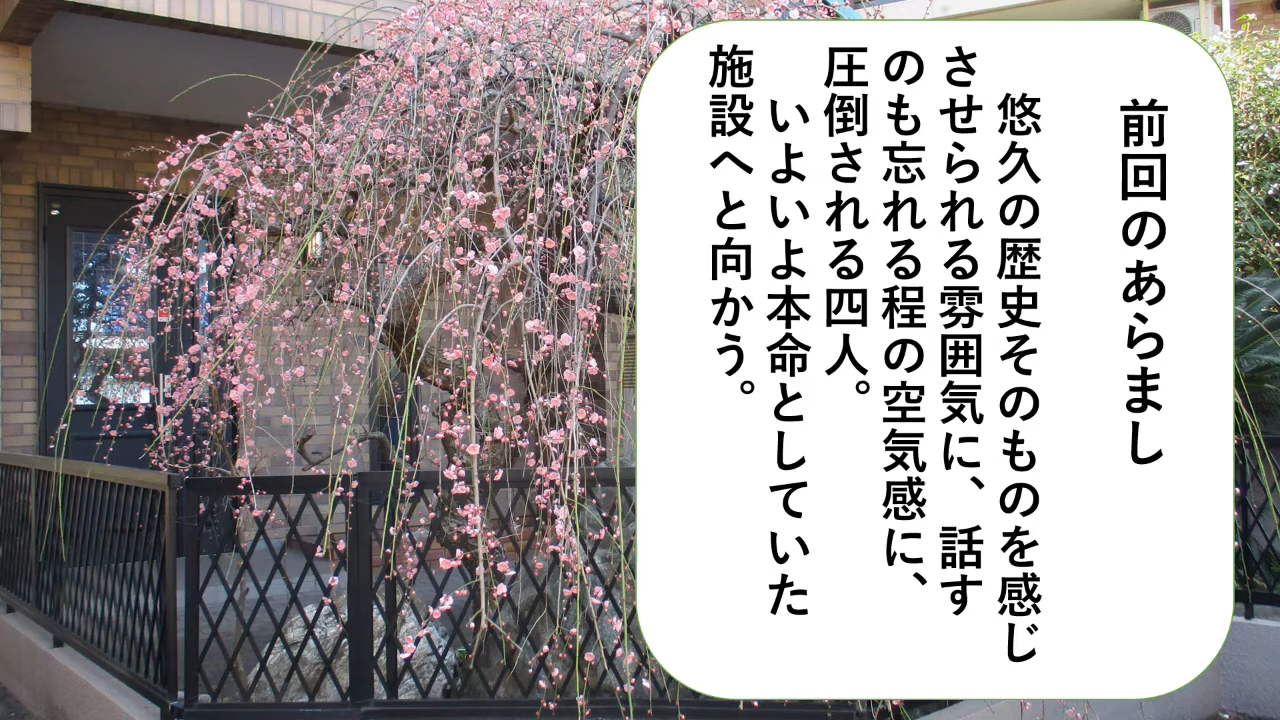 前回のあらまし
悠久の歴史そのものを感じ
させられる雰囲気に、話す
のも忘れる程の空気感に、
圧倒される四人。
いよいよ本命としていた
施設へと向かう。